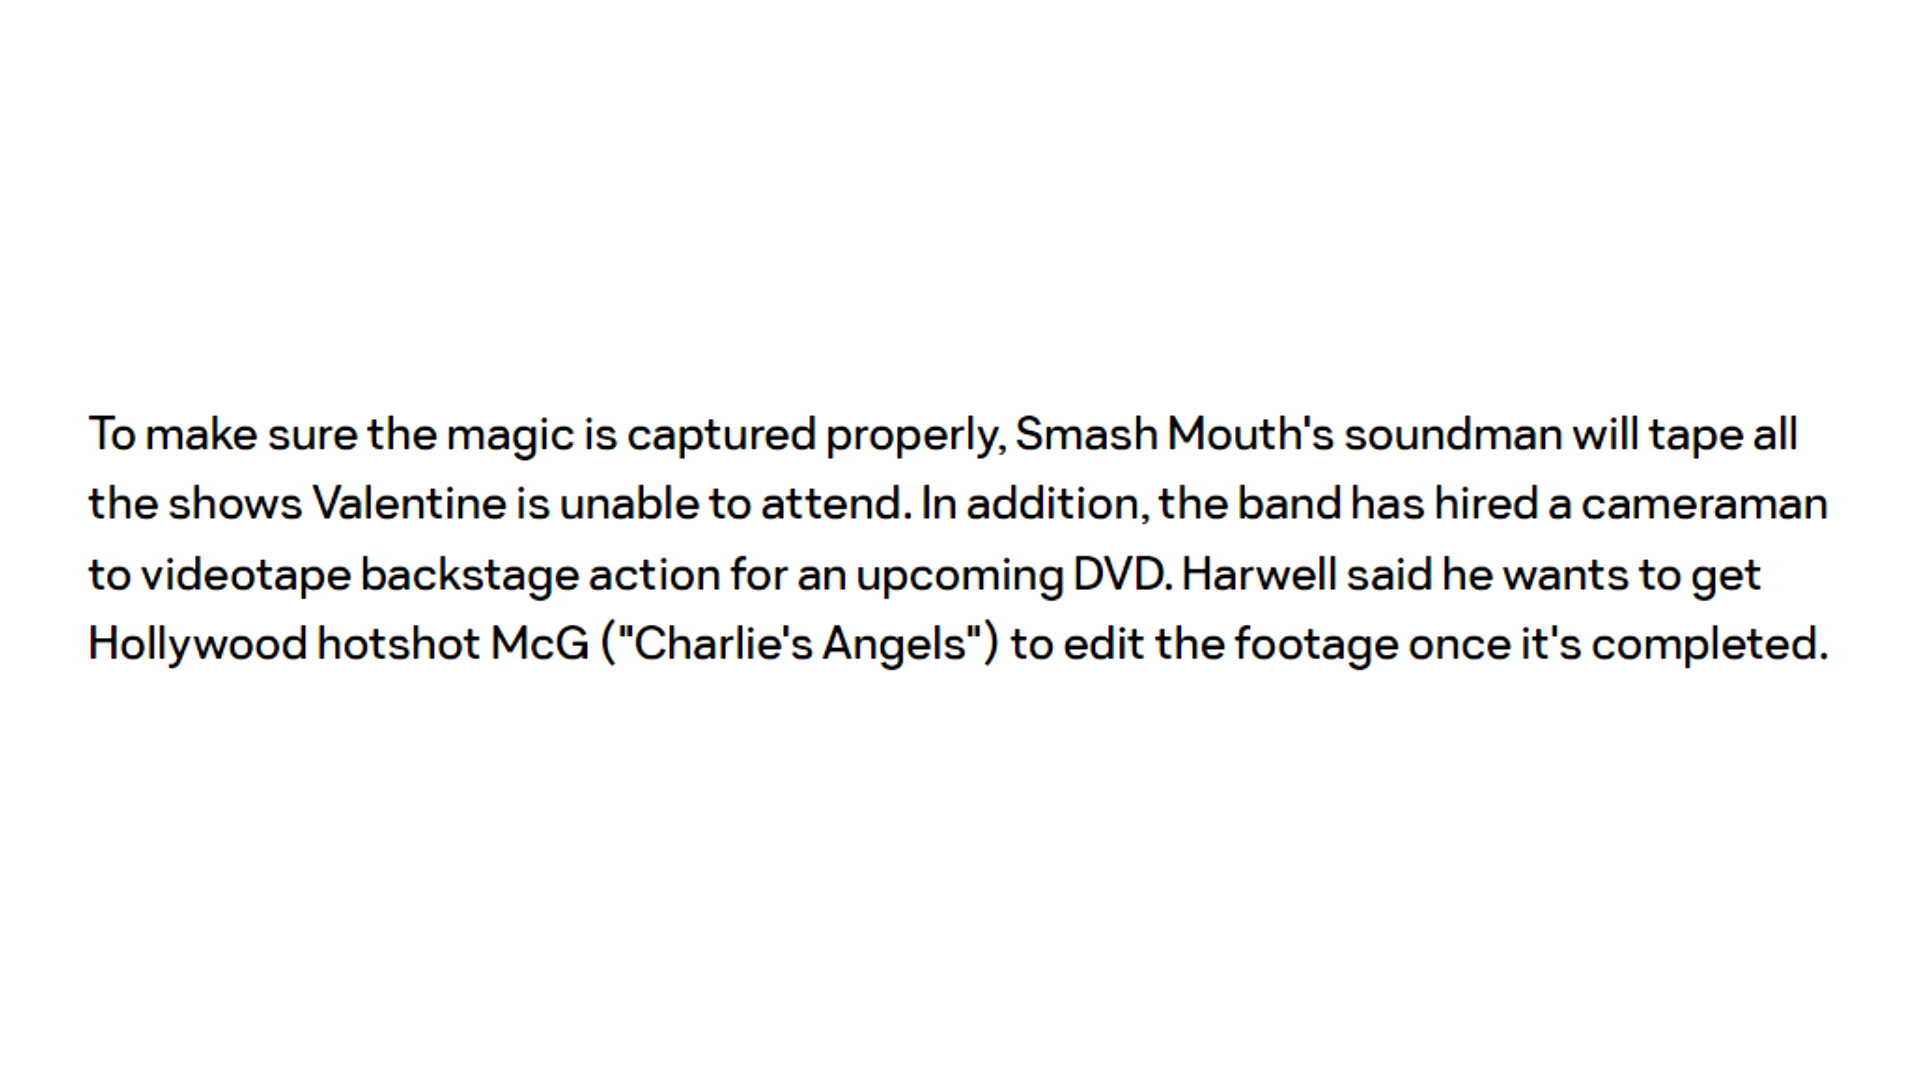 To make sure the magic is captured properly, Smash Mouth's soundman will tape all
the shows Valentine is unable to attend. In addition, the band has hired a cameraman
to videotape backstage action for an upcoming DVD. Harwell said he wants to get
Hollywood hotshot McG ("Charlie's Angels") to edit the footage once it's completed.